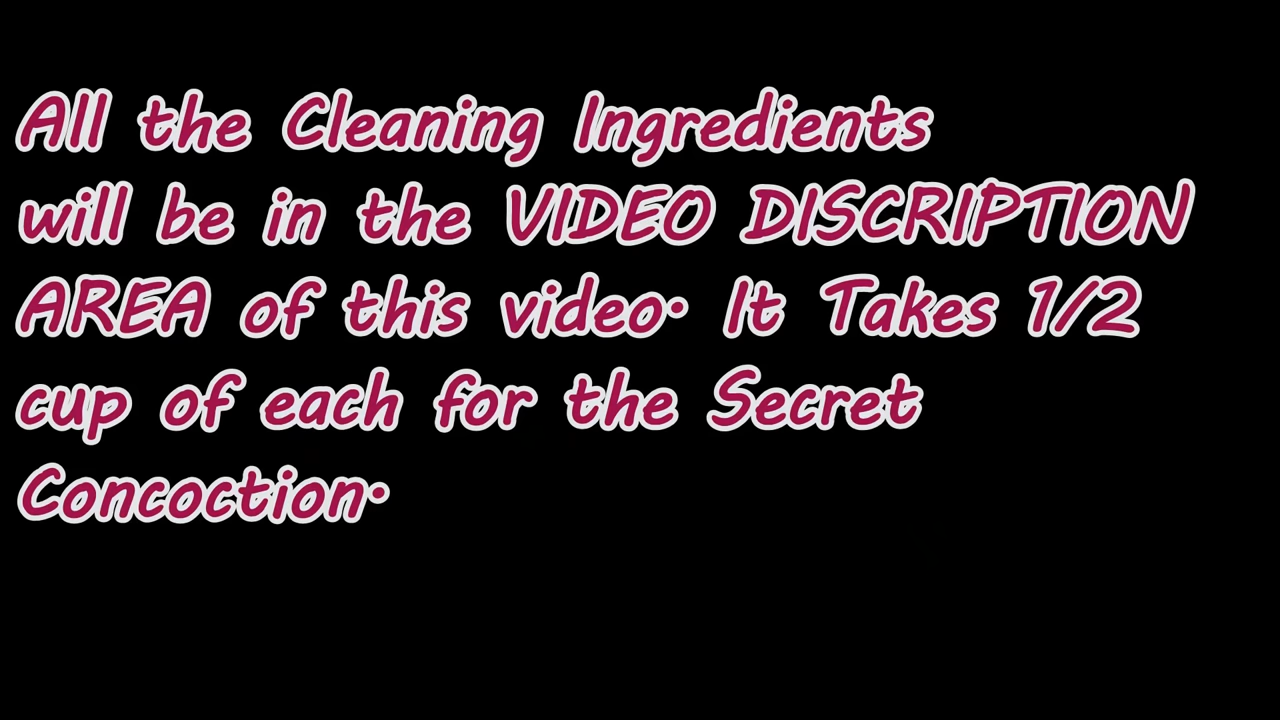 All the Cleaning Ingredients
will be in the VIDEO DISCRIPTION
AREA of this video. It Takes 1/2
cup of each for the Secret
Concoction.